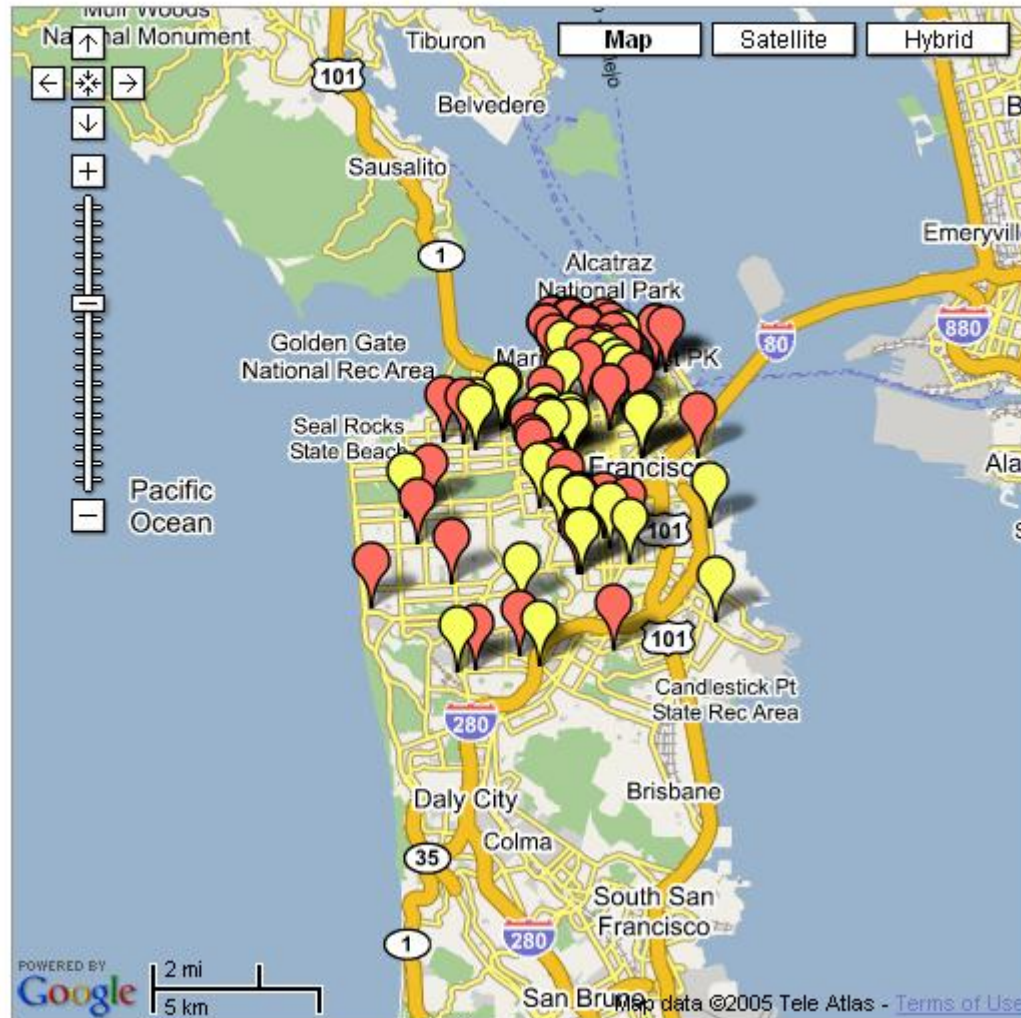 Muir Woods
National Monument
Tiburon
Map
Satellite
Hybrid
101
Belvedere
Sausalito
1
Emeryvill
Alcatraz
National Park
80
880
Golden Gate
National Rec Area
PK
Seal Rocks
State Beach
Francisco
Pacific
Ocean
101
101
Candlestick Pt
State Rec Area
280
Daly City
Brisbane
35
Colma
South San
Francisco
1
280
San Bruno
POWERED BY
Google
2 mi
5 km
Map data ©2005 Tele Atlas - Terms of Use